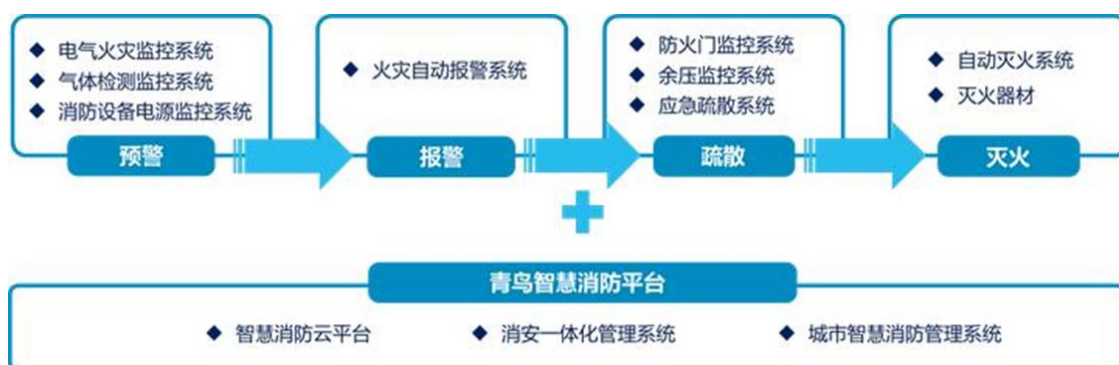 ◆ 电气火灾监控系统
◆ 气体检测监控系统
◆ 消防设备电源监控系统
预警
◆ 火灾自动报警系统
报警
◆ 防火门监控系统
◆ 余压监控系统
◆ 应急疏散系统
疏散
◆ 自动灭火系统
◆ 灭火器材
灭火
青鸟智慧消防平台
◆ 智慧消防云平台
◆ 消安一体化管理系统
◆ 城市智慧消防管理系统